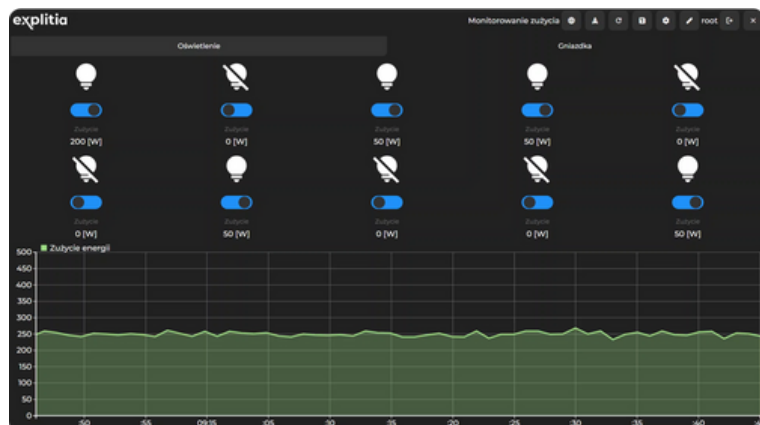 explitia
Monitorowanie zużycia
root
Oświetlenie
Gniazdka
Zużycie Zużycie Zużycie Zużycie Zużycie
200 [W] 0 [W] 50 [W] 50 [W] 0 [W]
Zużycie Zużycie Zużycie Zużycie Zużycie
0 [W] 50 [W] 0 [W] 0 [W] 50 [W]
Zużycie energii
500
450
400
350
300
250
200
150
100
50
0
:50 :55 09:15 :05 :10 :15 :20 :25 :30 :35 :40